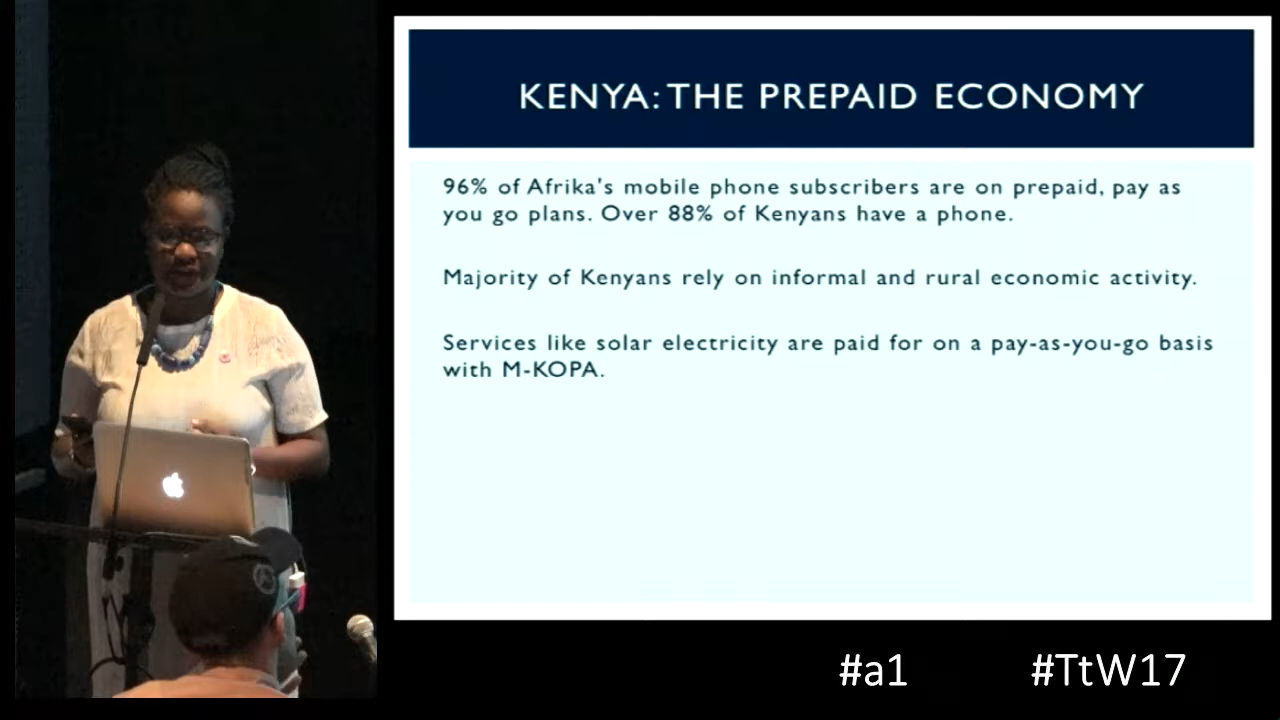 KENYA: THE PREPAID ECONOMY
96% of Afrika's mobile phone subscribers are on prepaid, pay as
you go plans. Over 88% of Kenyans have a phone.
Majority of Kenyans rely on informal and rural economic activity.
Services like solar electricity are paid for on a pay-as-you-go basis
with M-KOPA.
#a1 #TtW17